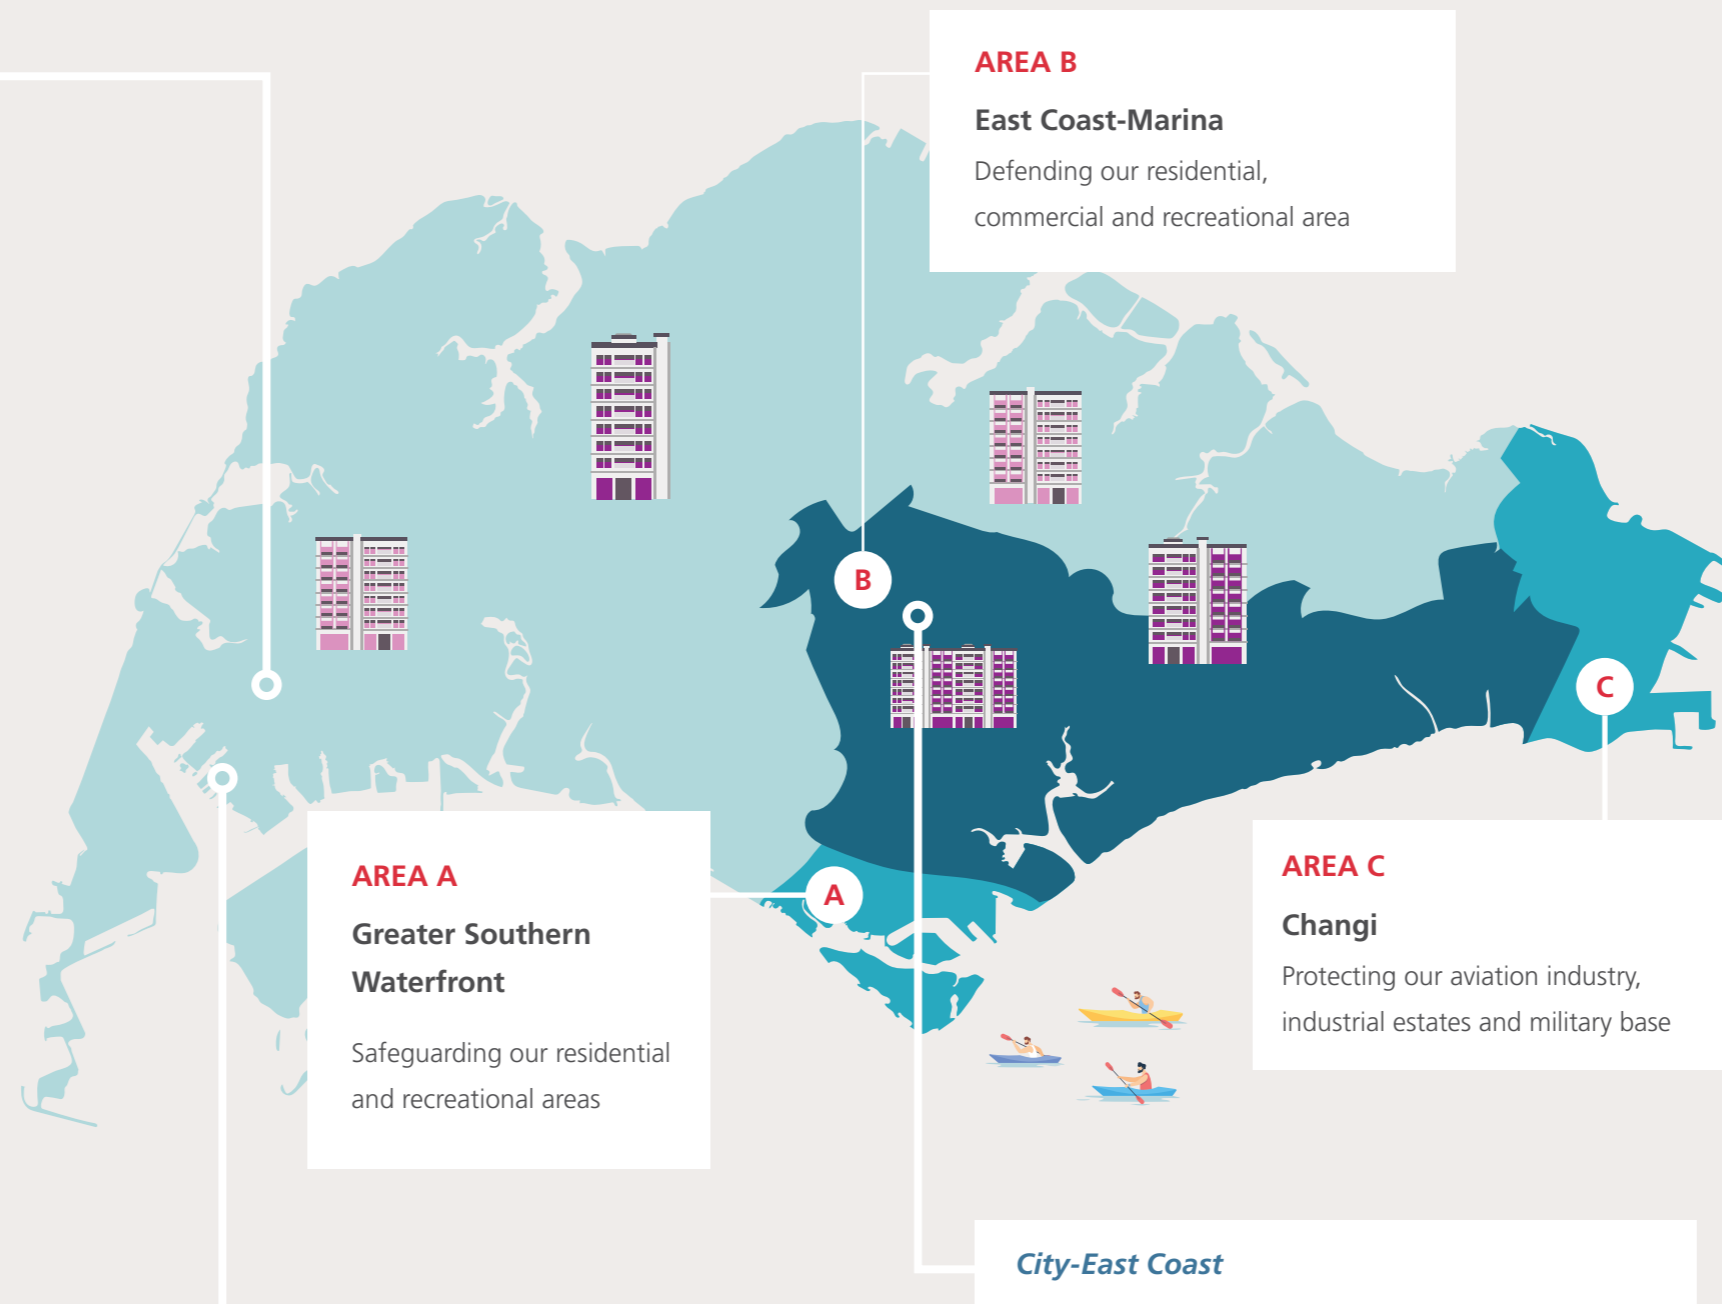 AREA B
East Coast-Marina
Defending our residential,
commercial and recreational area
B
C
A
AREA A
Greater Southern
Waterfront
Safeguarding our residential
and recreational areas
AREA C
Changi
Protecting our aviation industry,
industrial estates and military base
City-East Coast